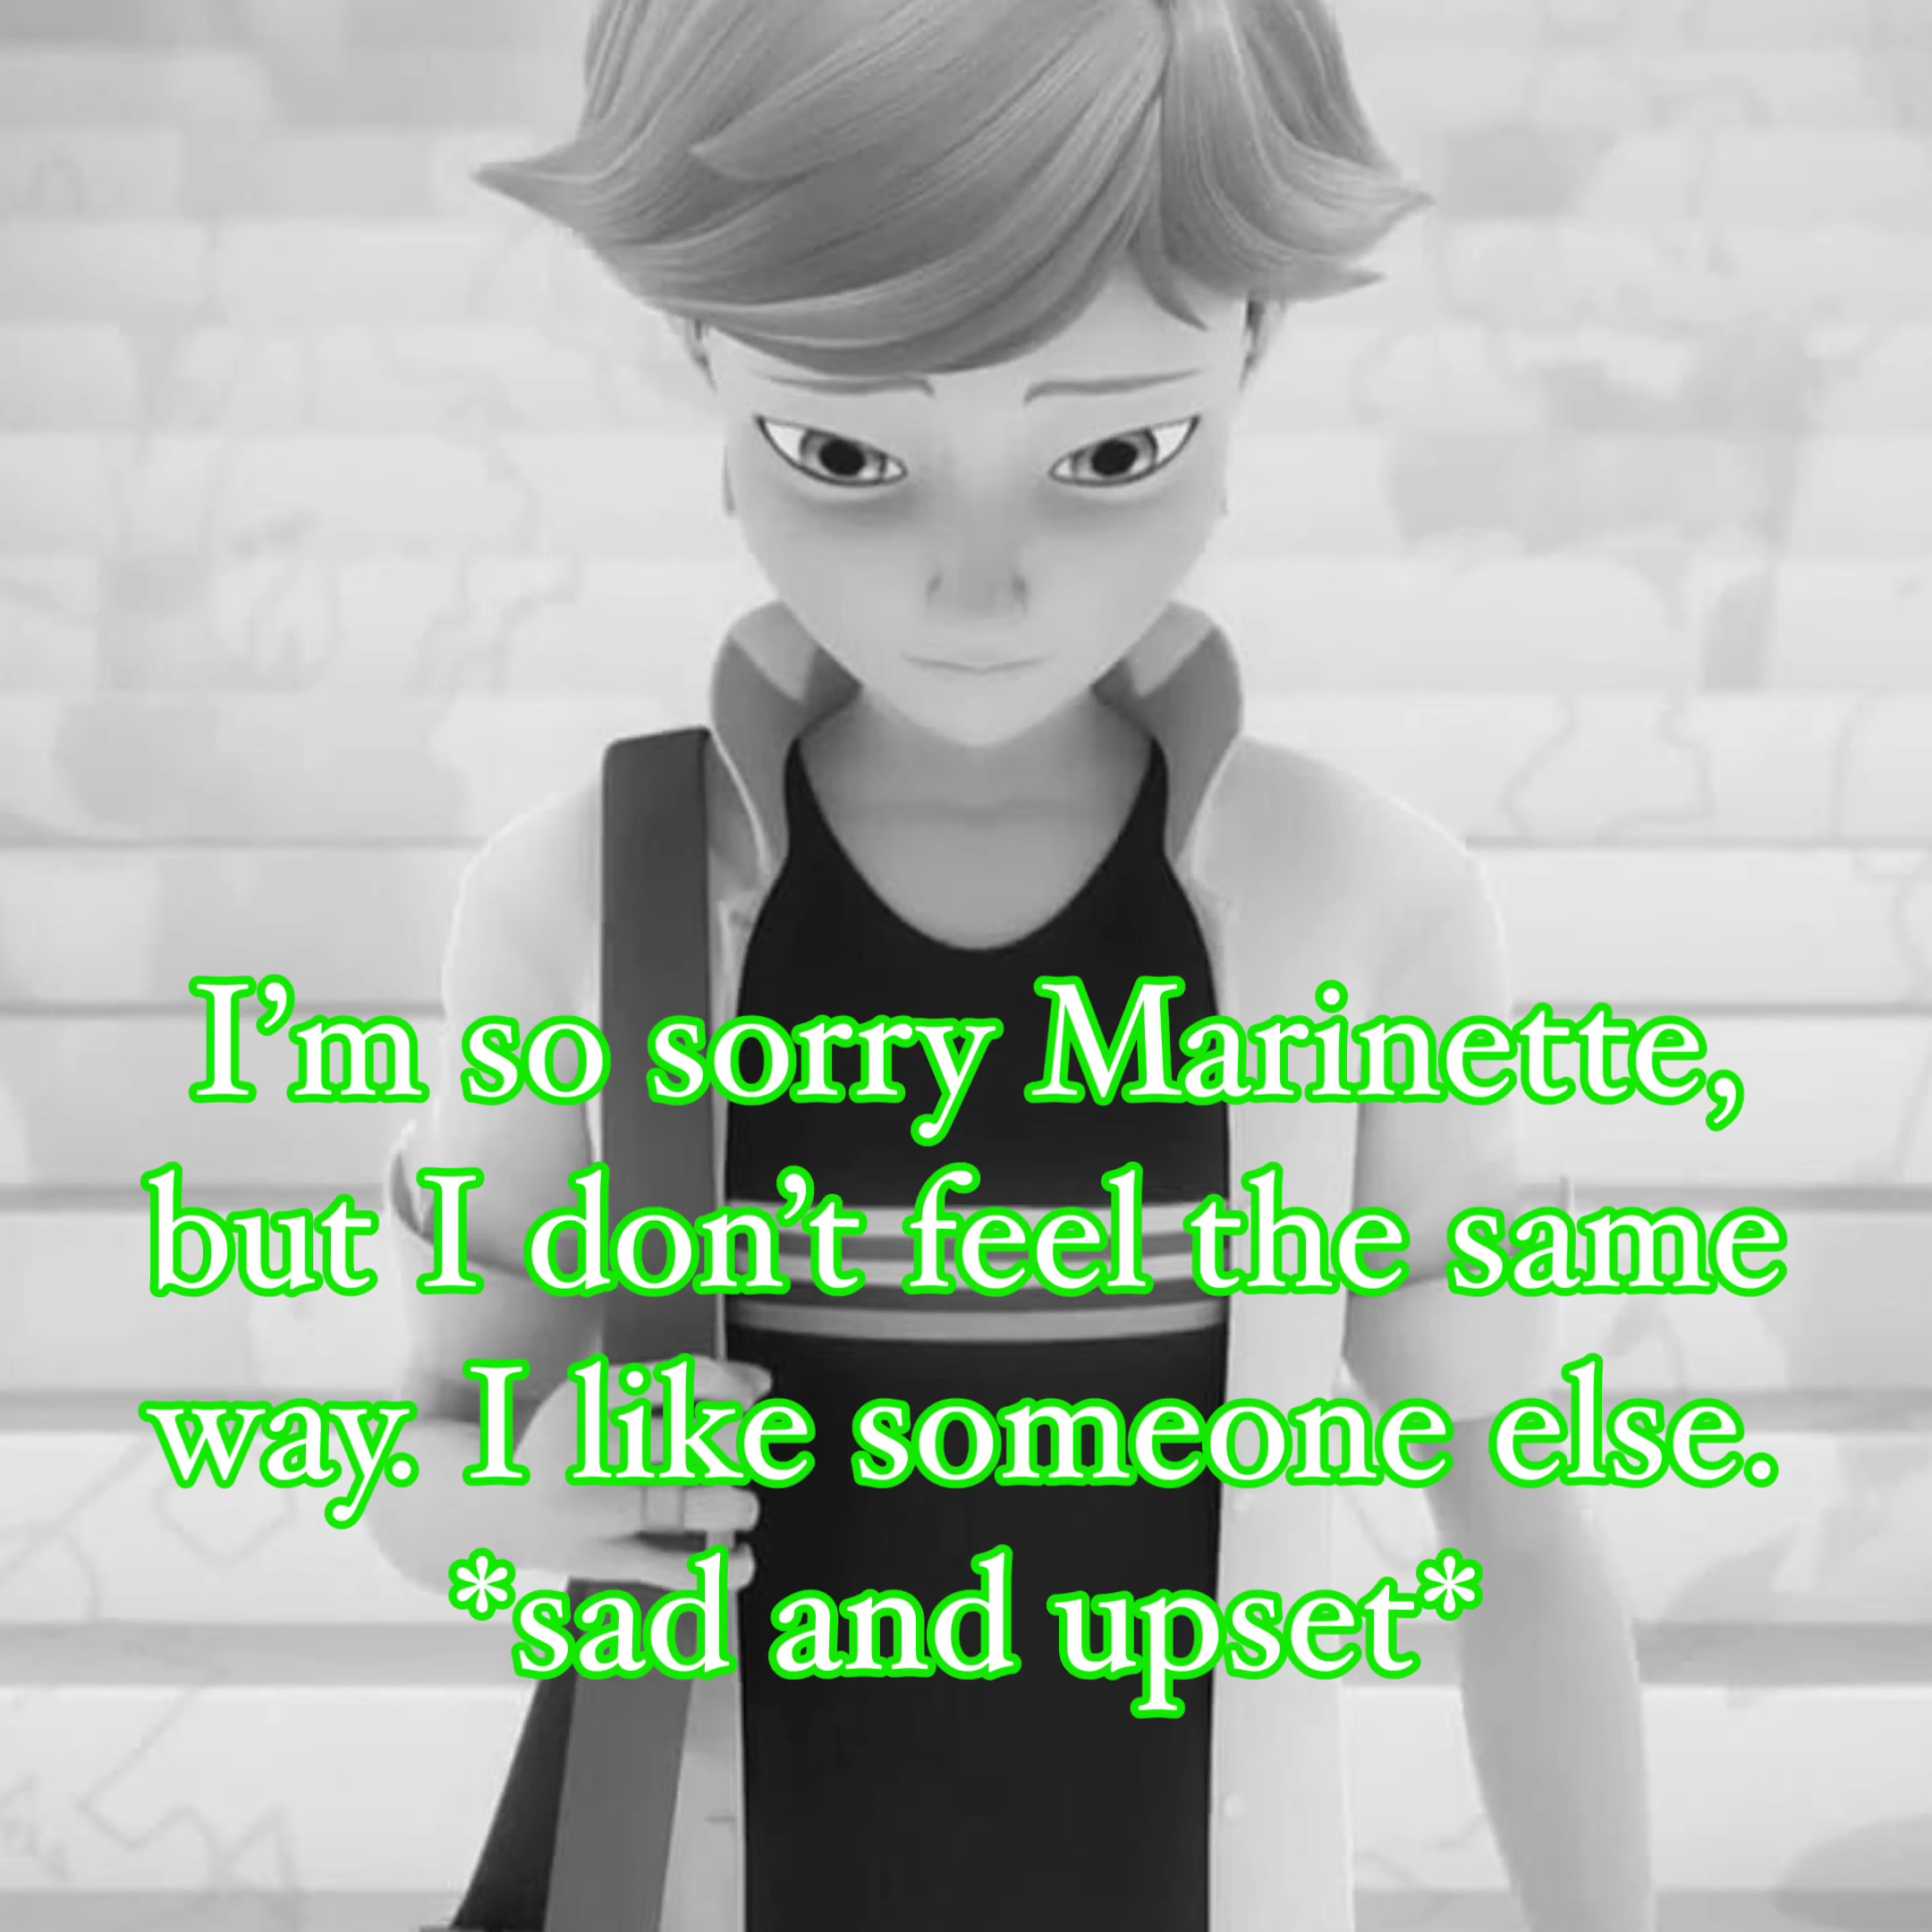 I’m so sorry Marinette,
but I don’t feel the same
way. I like someone else.
*sad and upset*